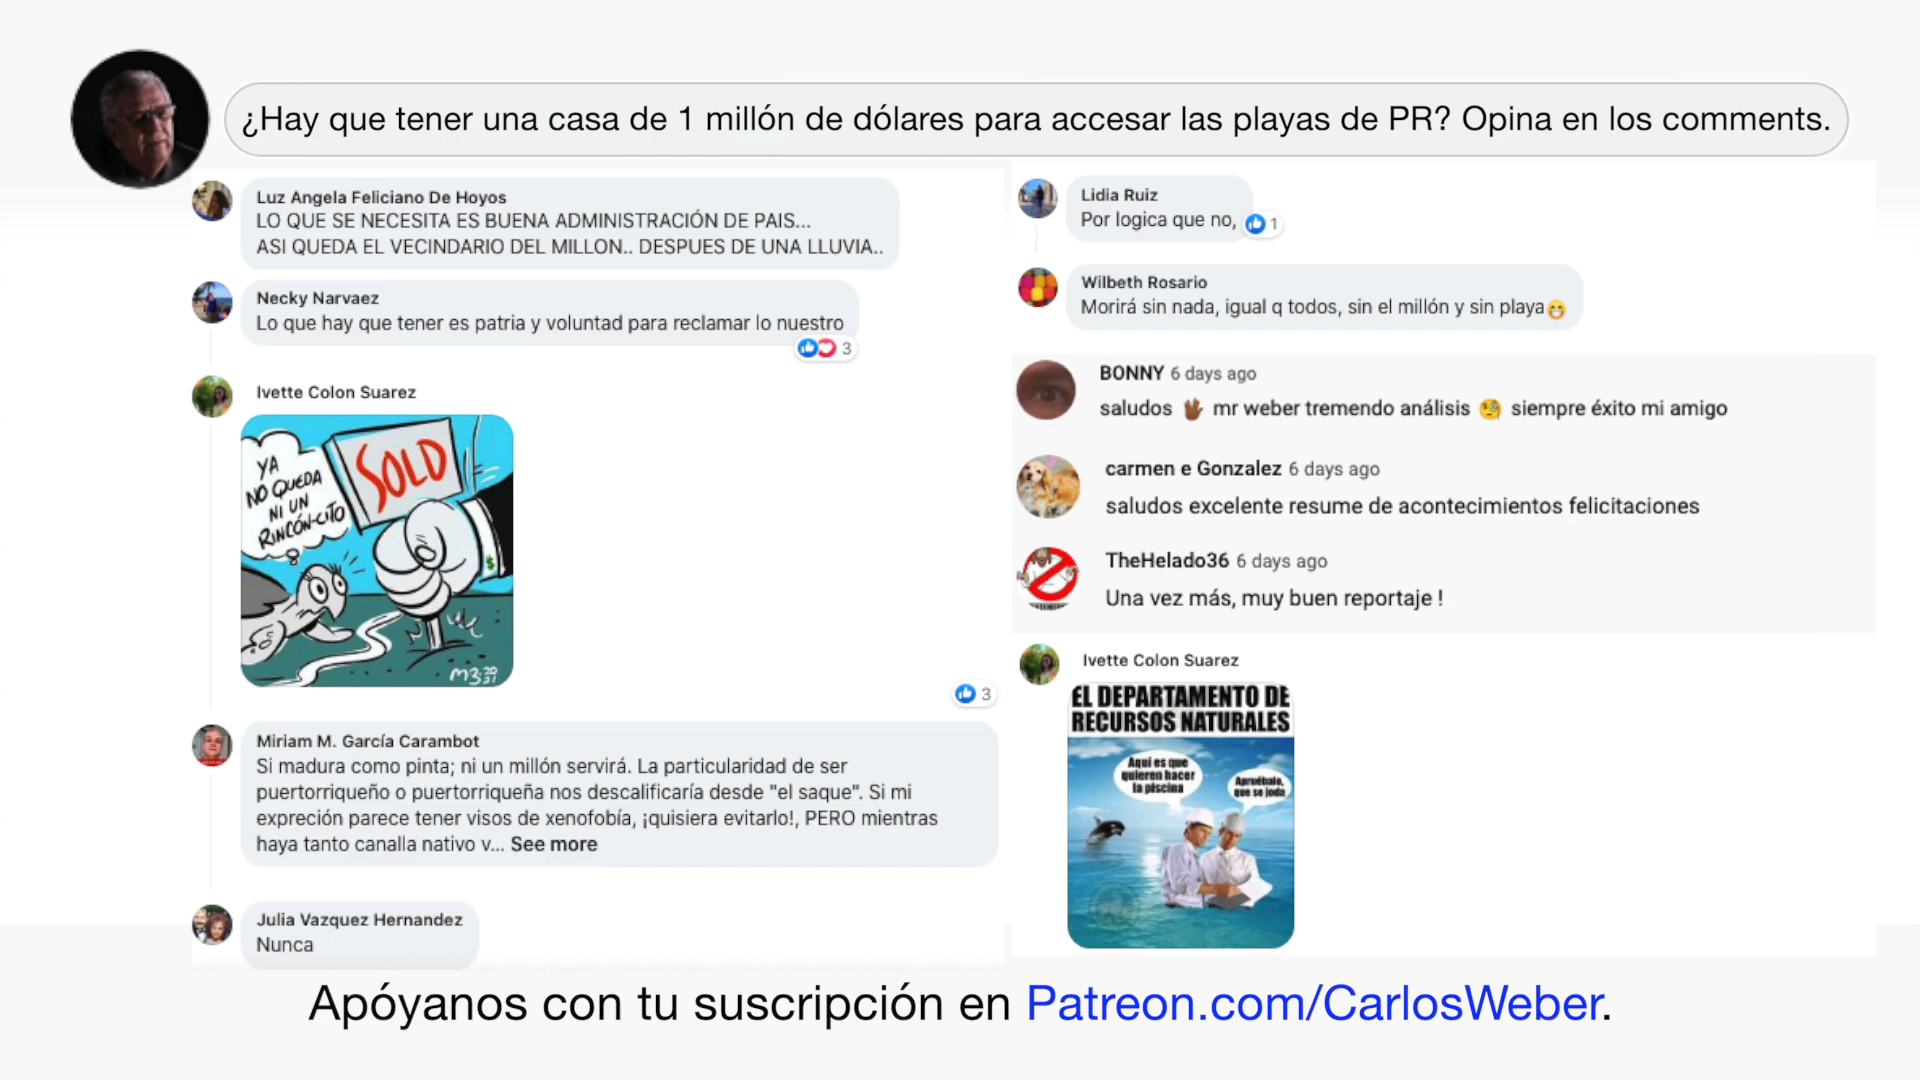 ¿Hay que tener una casa de 1 millón de dólares para accesar las playas de PR? Opina en los comments.
Luz Angela Feliciano De Hoyos
LO QUE SE NECESITA ES BUENA ADMINISTRACIÓN DE PAIS...
ASI QUEDA EL VECINDARIO DEL MILLON.. DESPUES DE UNA LLUVIA..
Necky Narvaez
Lo que hay que tener es patria y voluntad para reclamar lo nuestro
3
Ivette Colon Suarez
YA
NO QUEDA
NI UN
RINCÓN-CITO
SOLD
$
M3 2021
3
Miriam M. García Carambot
Si madura como pinta; ni un millón servirá. La particularidad de ser
puertorriqueño o puertorriqueña nos descalificaría desde "el saque". Si mi
expreción parece tener visos de xenofobía, ¡quisiera evitarlo!, PERO mientras
haya tanto canalla nativo v... See more
Julia Vazquez Hernandez
Nunca
Lidia Ruiz
Por logica que no,
1
Wilbeth Rosario
Morirá sin nada, igual q todos, sin el millón y sin playa😁
BONNY 6 days ago
saludos 🖖🏾 mr weber tremendo análisis 🧐 siempre éxito mi amigo
carmen e Gonzalez 6 days ago
saludos excelente resume de acontecimientos felicitaciones
TheHelado36 6 days ago
Una vez más, muy buen reportaje !
Ivette Colon Suarez
EL DEPARTAMENTO DE
RECURSOS NATURALES
Aquí es que
quieren hacer
la piscina
Apruébalo,
que se joda
Apóyanos con tu suscripción en Patreon.com/CarlosWeber.